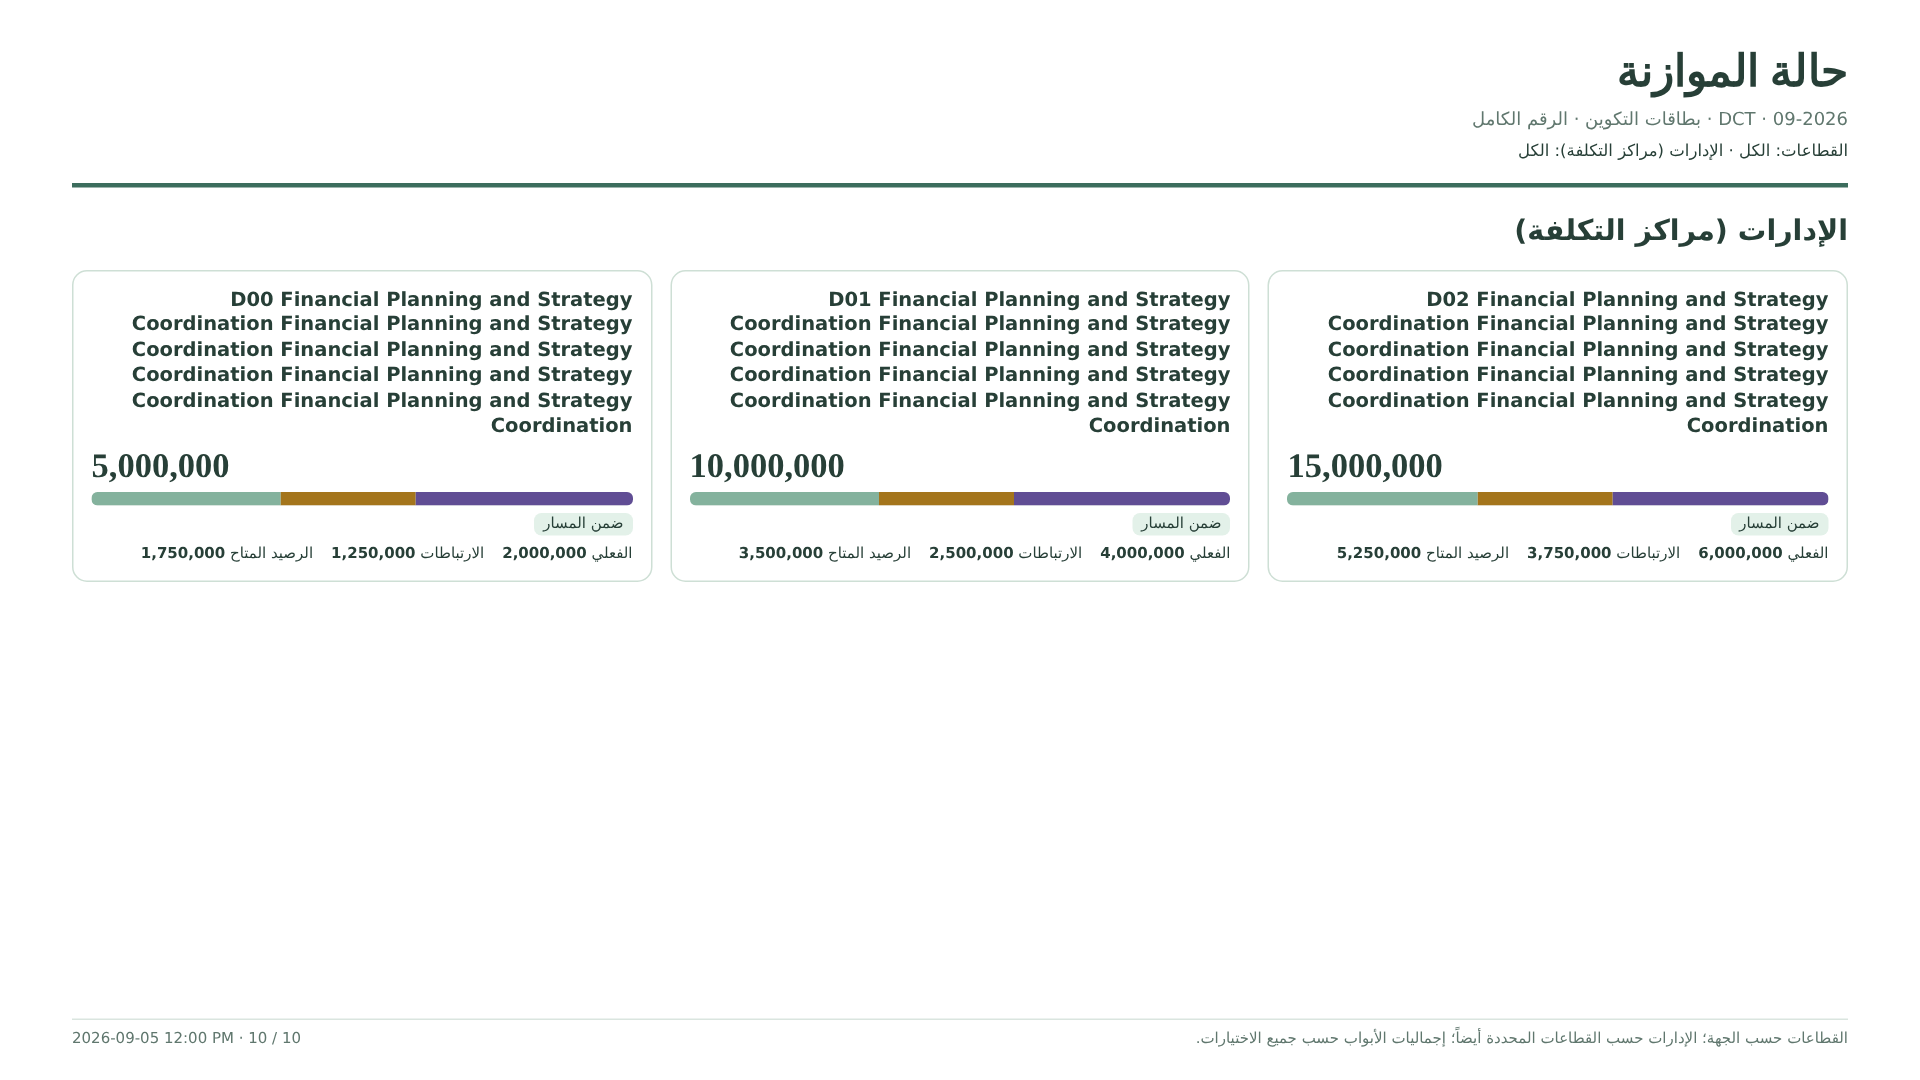 حالة الموازنة
DCT · 09-2026 · بطاقات التكوين · الرقم الكامل
القطاعات: الكل · الإدارات (مراكز التكلفة): الكل
الإدارات (مراكز التكلفة)
D02 Financial Planning and Strategy
Coordination Financial Planning and Strategy
Coordination Financial Planning and Strategy
Coordination Financial Planning and Strategy
Coordination Financial Planning and Strategy
Coordination
15,000,000
ضمن المسار
الفعلي 6,000,000 الارتباطات 3,750,000 الرصيد المتاح 5,250,000
D01 Financial Planning and Strategy
Coordination Financial Planning and Strategy
Coordination Financial Planning and Strategy
Coordination Financial Planning and Strategy
Coordination Financial Planning and Strategy
Coordination
10,000,000
ضمن المسار
الفعلي 4,000,000 الارتباطات 2,500,000 الرصيد المتاح 3,500,000
D00 Financial Planning and Strategy
Coordination Financial Planning and Strategy
Coordination Financial Planning and Strategy
Coordination Financial Planning and Strategy
Coordination Financial Planning and Strategy
Coordination
5,000,000
ضمن المسار
الفعلي 2,000,000 الارتباطات 1,250,000 الرصيد المتاح 1,750,000
القطاعات حسب الجهة؛ الإدارات حسب القطاعات المحددة أيضاً؛ إجماليات الأبواب حسب جميع الاختيارات.
2026-09-05 12:00 PM · 10 / 10